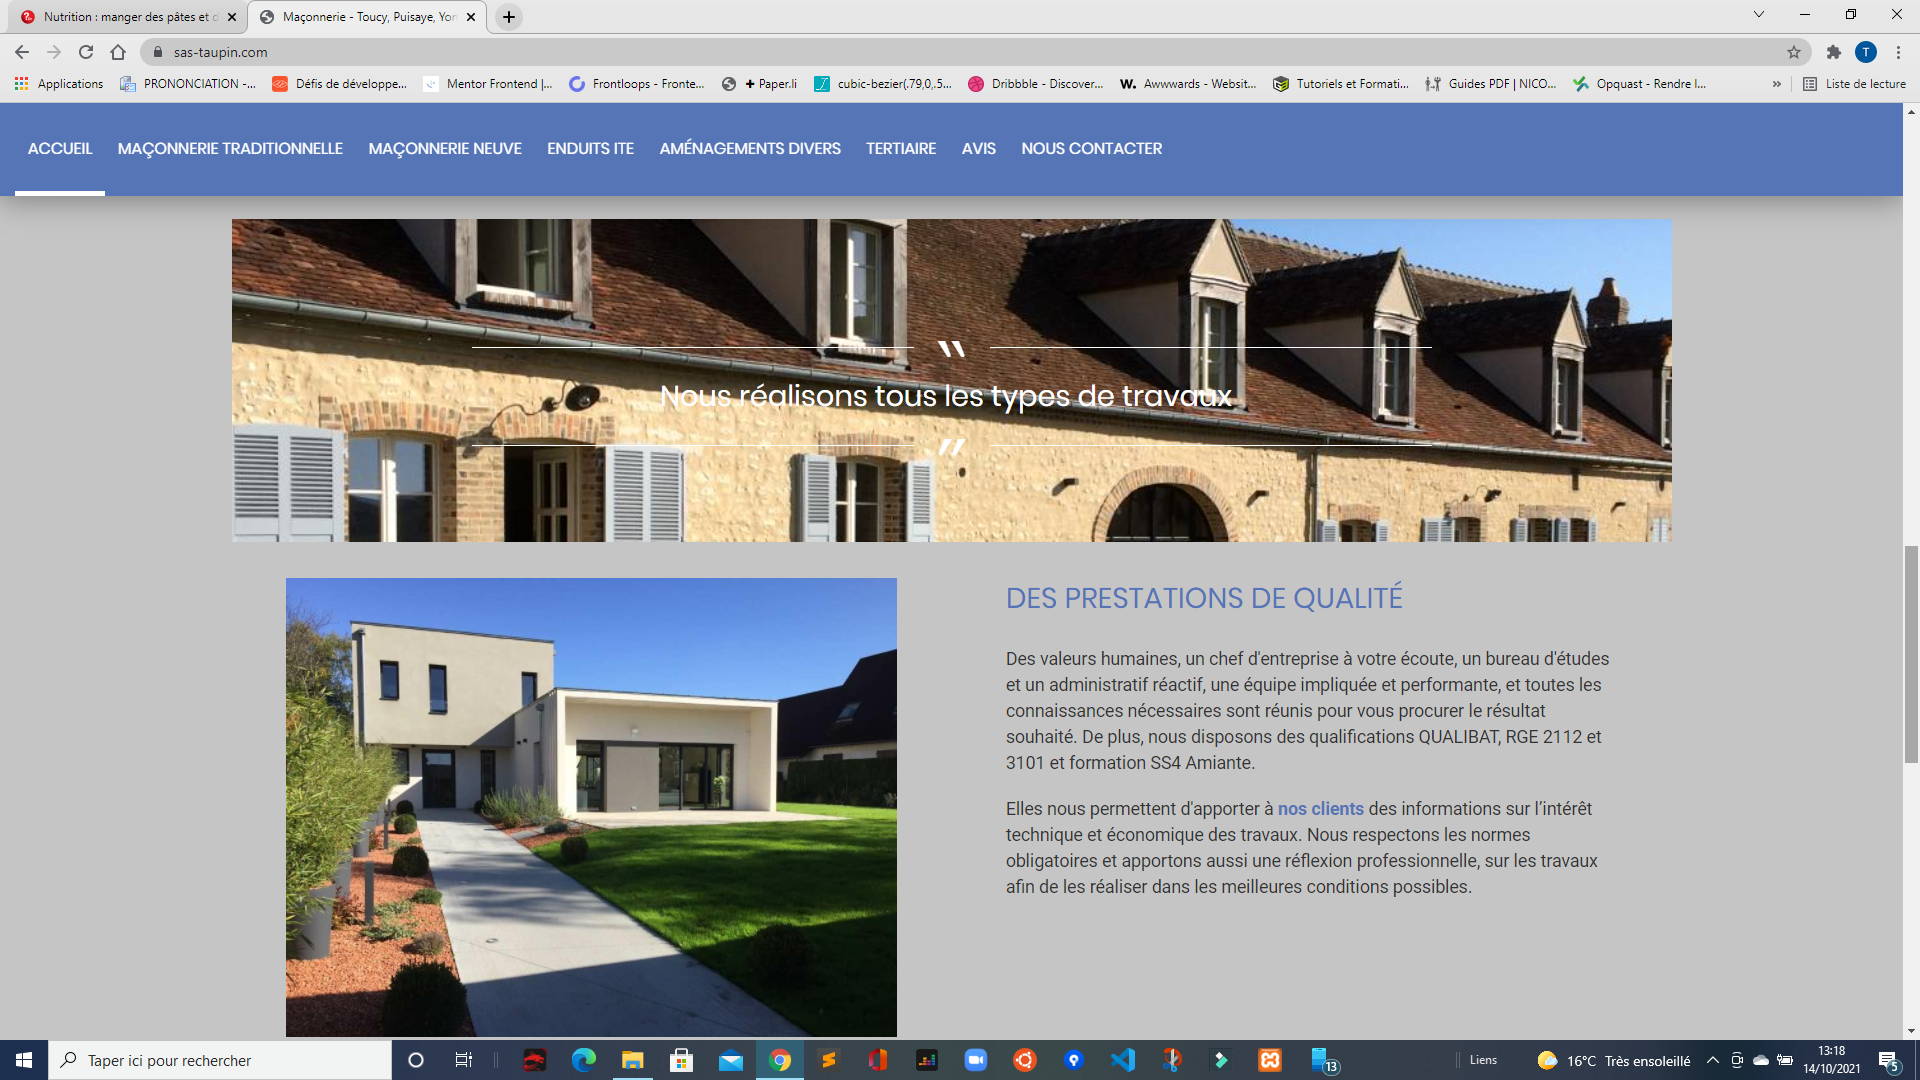 Nutrition : manger des pâtes et d
Maçonnerie - Toucy, Puisaye, Yon
sas-taupin.com
T
Applications
PRONONCIATION -...
Défis de développe...
Mentor Frontend |...
Frontloops - Fronte...
+ Paper.li
cubic-bezier(.79,0,.5...
Dribbble - Discover...
W. Awwwards - Websit...
Tutoriels et Formati...
Guides PDF | NICO...
Opquast - Rendre l...
»
Liste de lecture
ACCUEIL
MAÇONNERIE TRADITIONNELLE
MAÇONNERIE NEUVE
ENDUITS ITE
AMÉNAGEMENTS DIVERS
TERTIAIRE
AVIS
NOUS CONTACTER
Nous réalisons tous les types de travaux
DES PRESTATIONS DE QUALITÉ
Des valeurs humaines, un chef d'entreprise à votre écoute, un bureau d'études
et un administratif réactif, une équipe impliquée et performante, et toutes les
connaissances nécessaires sont réunis pour vous procurer le résultat
souhaité. De plus, nous disposons des qualifications QUALIBAT, RGE 2112 et
3101 et formation SS4 Amiante.
Elles nous permettent d'apporter à nos clients des informations sur l’intérêt
technique et économique des travaux. Nous respectons les normes
obligatoires et apportons aussi une réflexion professionnelle, sur les travaux
afin de les réaliser dans les meilleures conditions possibles.
Taper ici pour rechercher
13
Liens
16°C Très ensoleillé
13:18
14/10/2021
5